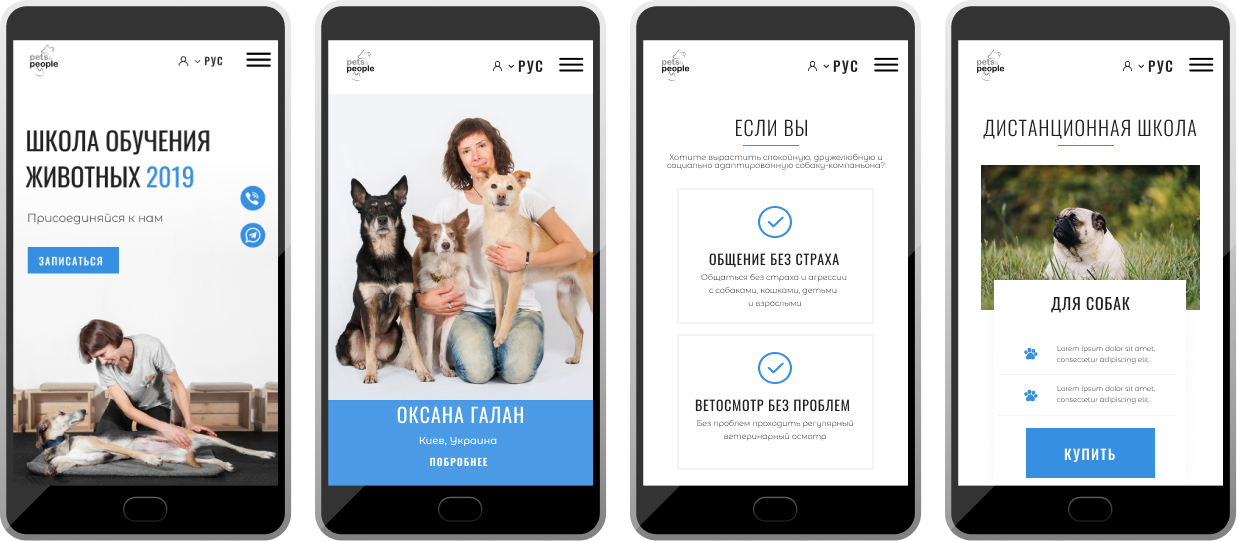 pets
people
РУС
ШКОЛА ОБУЧЕНИЯ
ЖИВОТНЫХ 2019
Присоединяйся к нам
ЗАПИСАТЬСЯ
pets
people
РУС
ОКСАНА ГАЛАН
Киев, Украина
ПОБРОБНЕЕ
pets
people
РУС
ЕСЛИ ВЫ
Хотите вырастить спокойную, дружелюбную и
социально адаптированную собаку-компаньона?
ОБЩЕНИЕ БЕЗ СТРАХА
Общаться без страха и агрессии
с собаками, кошками, детьми
и взрослыми
ВЕТОСМОТР БЕЗ ПРОБЛЕМ
Без проблем проходить регулярный
ветеринарный осмотр
pets
people
РУС
ДИСТАНЦИОННАЯ ШКОЛА
ДЛЯ СОБАК
Lorem ipsum dolor sit amet,
consectetur adipiscing elit
Lorem ipsum dolor sit amet,
consectetur adipiscing elit
КУПИТЬ